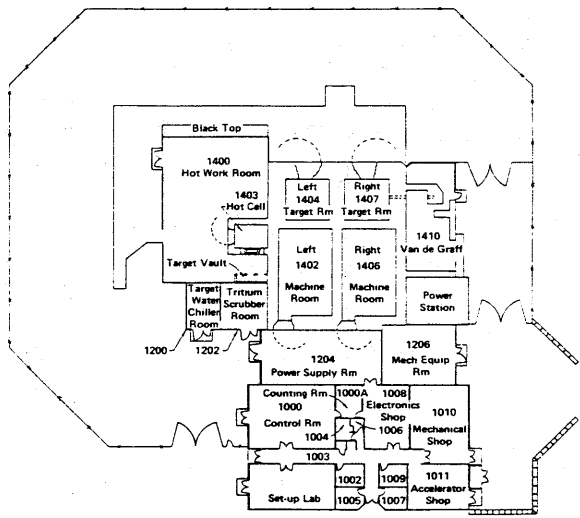 Black Top
1400
Hot Work Room
1403
Hot Cell
Left
1404
Target Rm
Right
1407
Target Rm
1410
Van de Graff
Left
1402
Machine
Room
Right
1406
Machine
Room
Target Vault
Target
Water
Chiller
Room
Tritium
Scrubber
Room
Power
Station
1200
1202
1204
Power Supply Rm
1206
Mech Equip Rm
Counting Rm
1000A
1000
Control Rm
1008
Electronics
Shop
1004
1006
1010
Mechanical
Shop
1003
Set-up Lab
1002
1005
1009
1007
1011
Accelerator
Shop